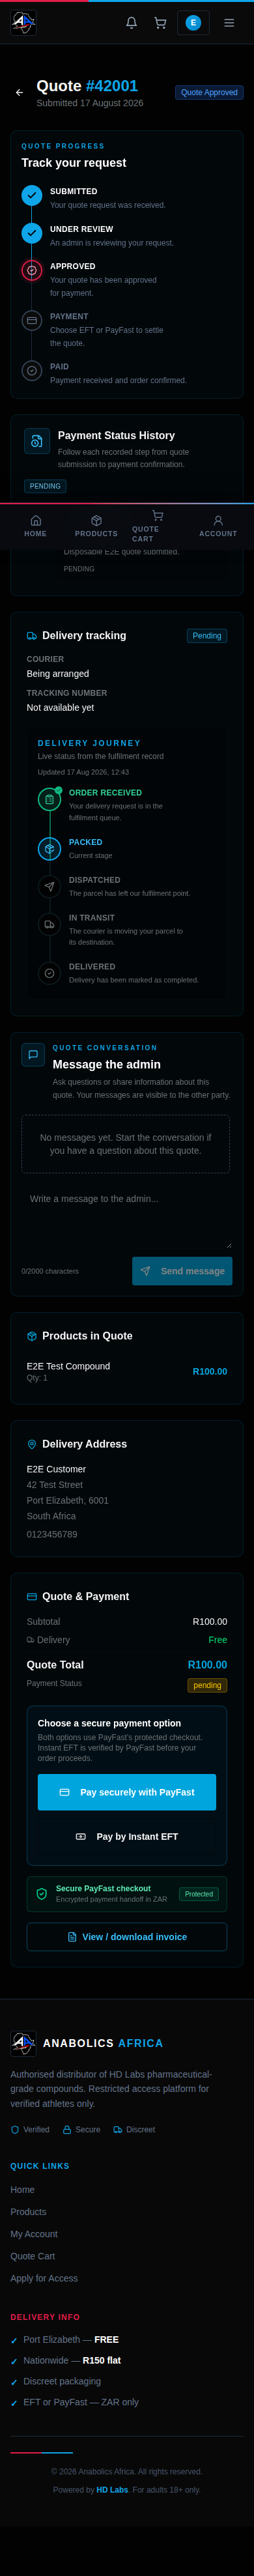 E
Quote #42001
Submitted 17 August 2026
Quote Approved
QUOTE PROGRESS
Track your request
SUBMITTED
Your quote request was received.
UNDER REVIEW
An admin is reviewing your request.
APPROVED
Your quote has been approved
for payment.
PAYMENT
Choose EFT or PayFast to settle
the quote.
PAID
Payment received and order confirmed.
Payment Status History
Follow each recorded step from quote
submission to payment confirmation.
PENDING
HOME
PRODUCTS
QUOTE
CART
ACCOUNT
Disposable E2E quote submitted.
PENDING
Delivery tracking
Pending
COURIER
Being arranged
TRACKING NUMBER
Not available yet
DELIVERY JOURNEY
Live status from the fulfilment record
Updated 17 Aug 2026, 12:43
ORDER RECEIVED
Your delivery request is in the
fulfilment queue.
PACKED
Current stage
DISPATCHED
The parcel has left our fulfilment point.
IN TRANSIT
The courier is moving your parcel to
its destination.
DELIVERED
Delivery has been marked as completed.
QUOTE CONVERSATION
Message the admin
Ask questions or share information about this
quote. Your messages are visible to the other party.
No messages yet. Start the conversation if
you have a question about this quote.
Write a message to the admin...
0/2000 characters
Send message
Products in Quote
E2E Test Compound
Qty: 1
R100.00
Delivery Address
E2E Customer
42 Test Street
Port Elizabeth, 6001
South Africa
0123456789
Quote & Payment
Subtotal R100.00
Delivery Free
Quote Total R100.00
Payment Status pending
Choose a secure payment option
Both options use PayFast's protected checkout.
Instant EFT is verified by PayFast before your
order proceeds.
Pay securely with PayFast
Pay by Instant EFT
Secure PayFast checkout
Encrypted payment handoff in ZAR
Protected
View / download invoice
ANABOLICS AFRICA
Authorised distributor of HD Labs pharmaceutical-
grade compounds. Restricted access platform for
verified athletes only.
Verified Secure Discreet
QUICK LINKS
Home
Products
My Account
Quote Cart
Apply for Access
DELIVERY INFO
✓ Port Elizabeth — FREE
✓ Nationwide — R150 flat
✓ Discreet packaging
✓ EFT or PayFast — ZAR only
© 2026 Anabolics Africa. All rights reserved.
Powered by HD Labs. For adults 18+ only.